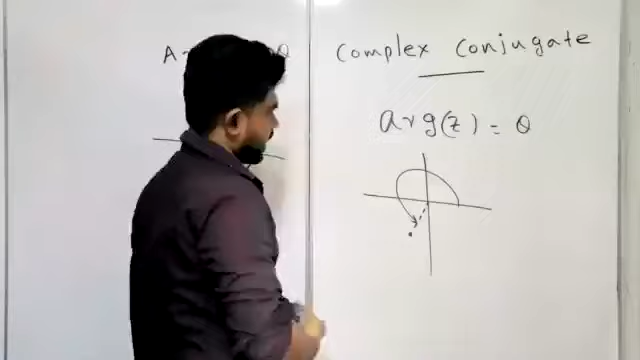 Complex Conjugate
arg(z) = θ